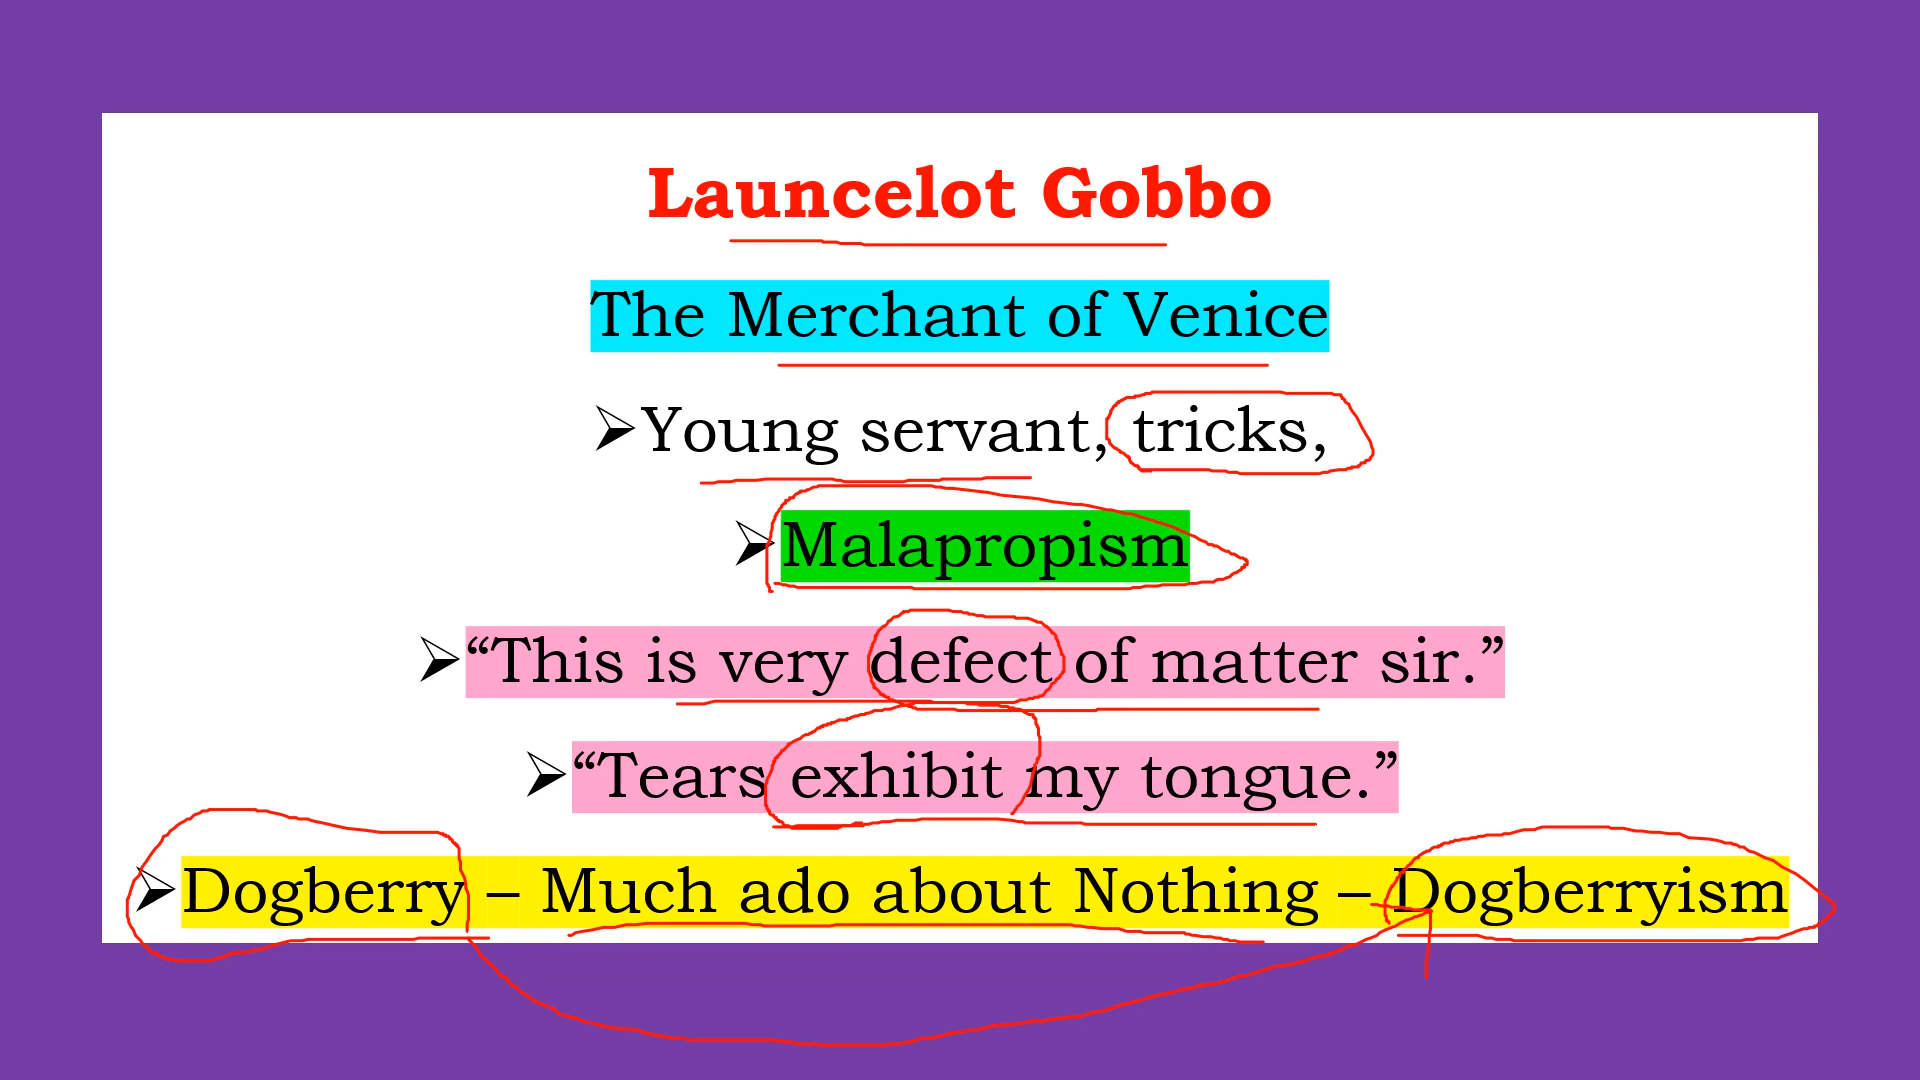 Launcelot Gobbo
The Merchant of Venice
➢Young servant, tricks,
➢Malapropism
➢“This is very defect of matter sir.”
➢“Tears exhibit my tongue.”
➢Dogberry – Much ado about Nothing – Dogberryism